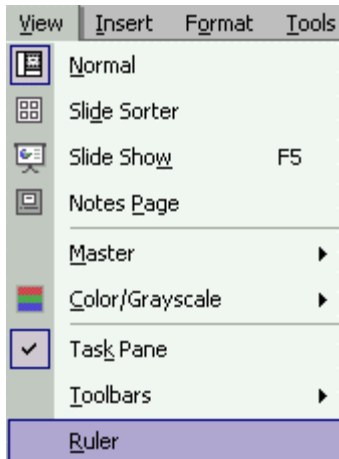 View Insert Format Tools
Normal
Slide Sorter
Slide Show F5
Notes Page
Master
Color/Grayscale
Task Pane
Toolbars
Ruler